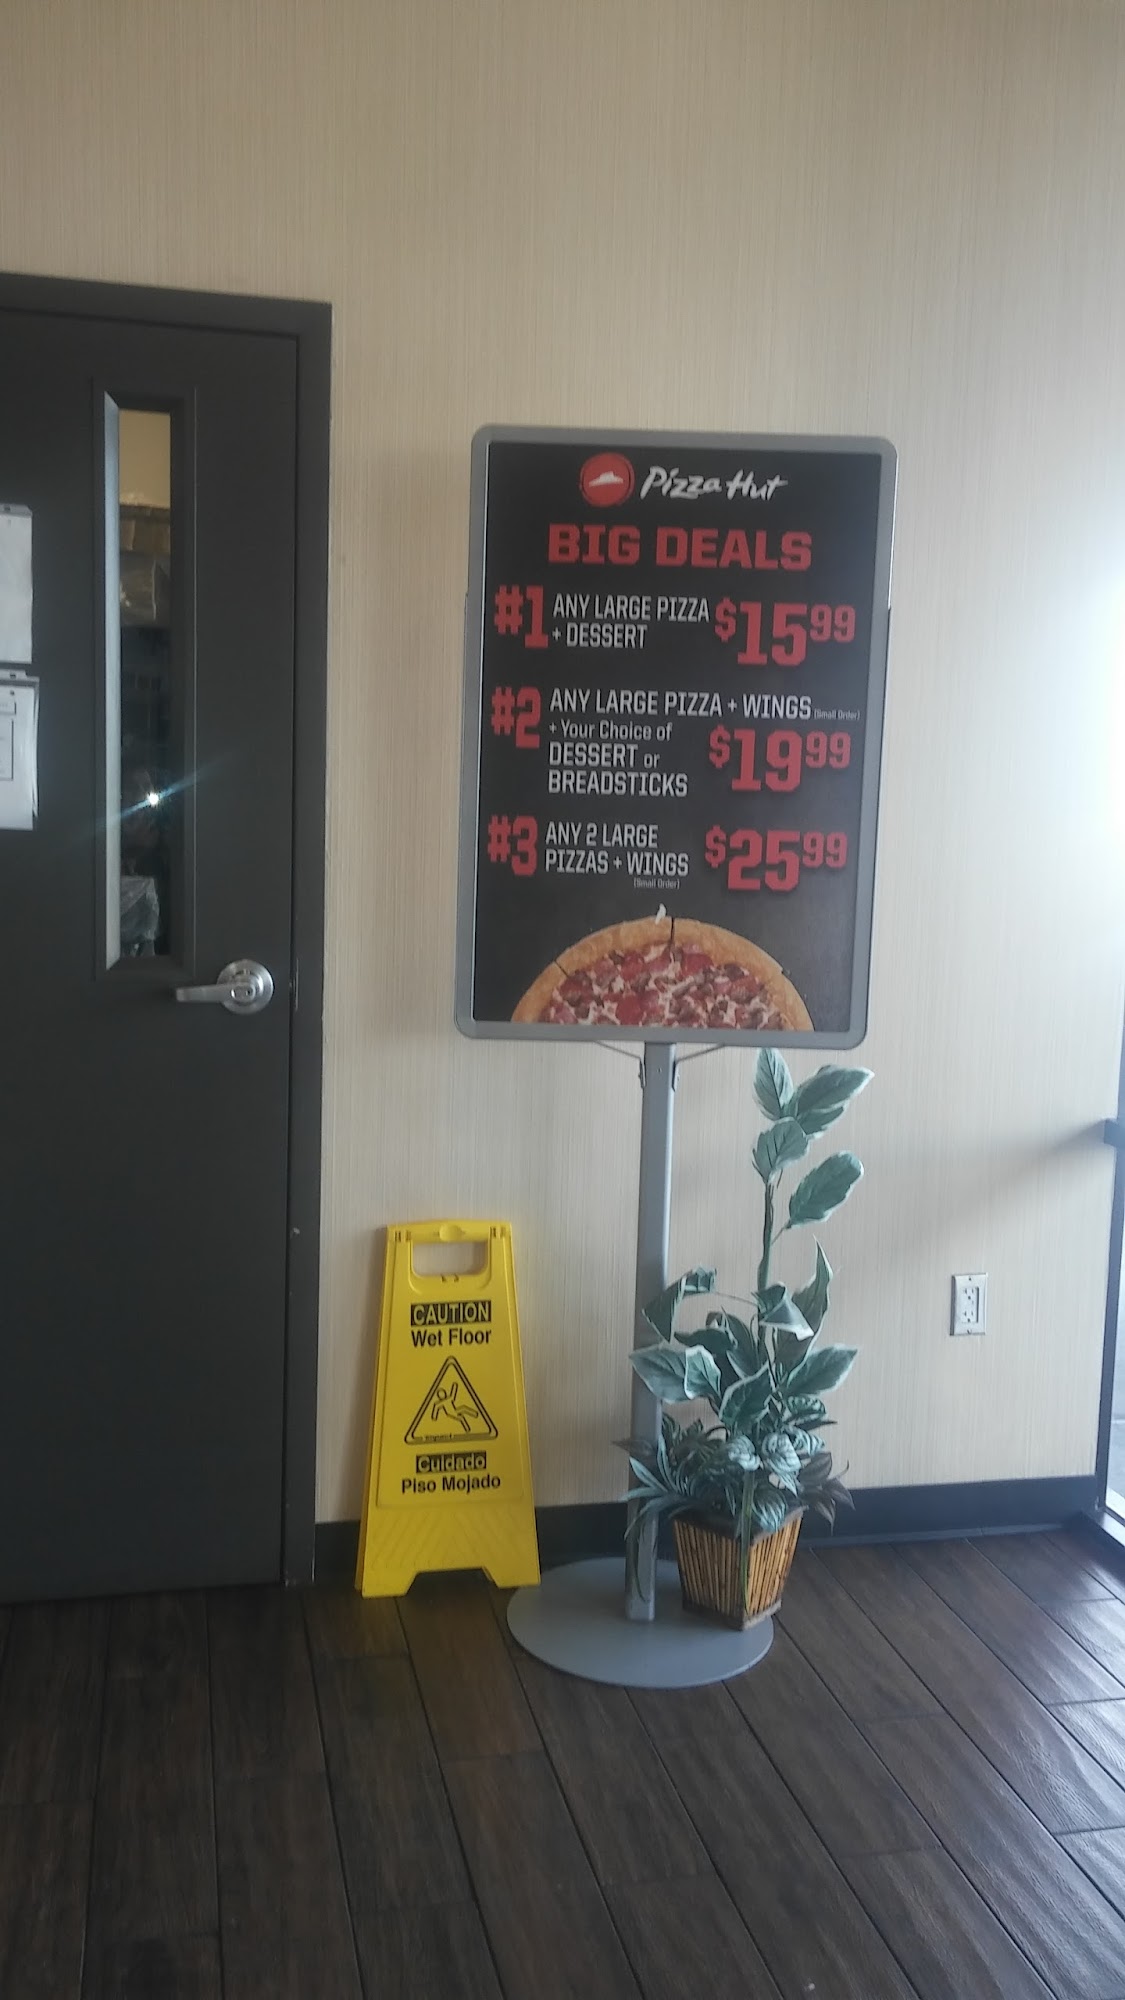 Pizza Hut
BIG DEALS
#1 ANY LARGE PIZZA $15.99
+ DESSERT
#2 ANY LARGE PIZZA + WINGS (Small Order)
+ Your Choice of
DESSERT or $19.99
BREADSTICKS
#3 ANY 2 LARGE $25.99
PIZZAS + WINGS
(Small Order)
CAUTION
Wet Floor
Cuidado
Piso Mojado